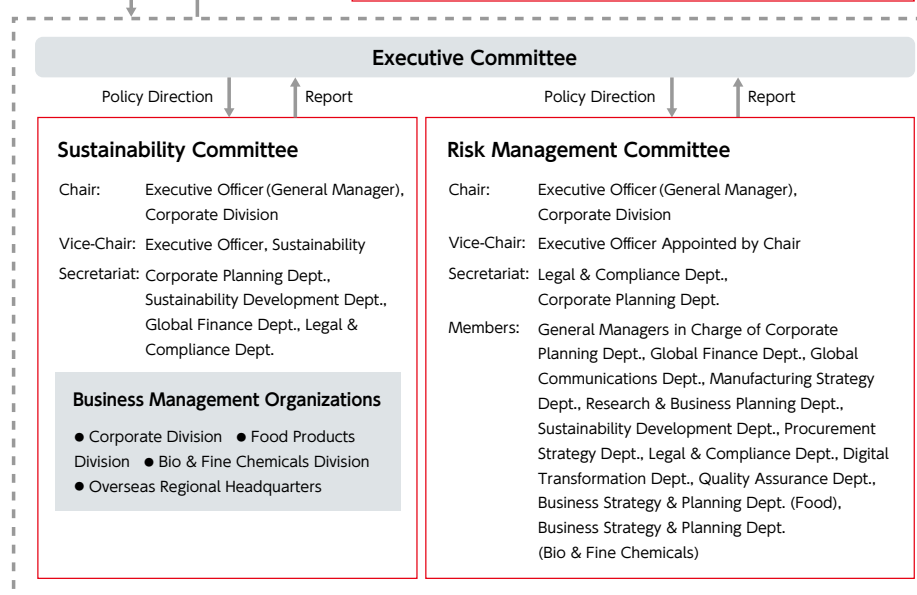 Executive Committee
Policy Direction
Report
Policy Direction
Report
Sustainability Committee
Chair: Executive Officer (General Manager),
Corporate Division
Vice-Chair: Executive Officer, Sustainability
Secretariat: Corporate Planning Dept.,
Sustainability Development Dept.,
Global Finance Dept., Legal &
Compliance Dept.
Business Management Organizations
● Corporate Division ● Food Products
Division ● Bio & Fine Chemicals Division
● Overseas Regional Headquarters
Risk Management Committee
Chair: Executive Officer (General Manager),
Corporate Division
Vice-Chair: Executive Officer Appointed by Chair
Secretariat: Legal & Compliance Dept.,
Corporate Planning Dept.
Members: General Managers in Charge of Corporate
Planning Dept., Global Finance Dept., Global
Communications Dept., Manufacturing Strategy
Dept., Research & Business Planning Dept.,
Sustainability Development Dept., Procurement
Strategy Dept., Legal & Compliance Dept., Digital
Transformation Dept., Quality Assurance Dept.,
Business Strategy & Planning Dept. (Food),
Business Strategy & Planning Dept.
(Bio & Fine Chemicals)